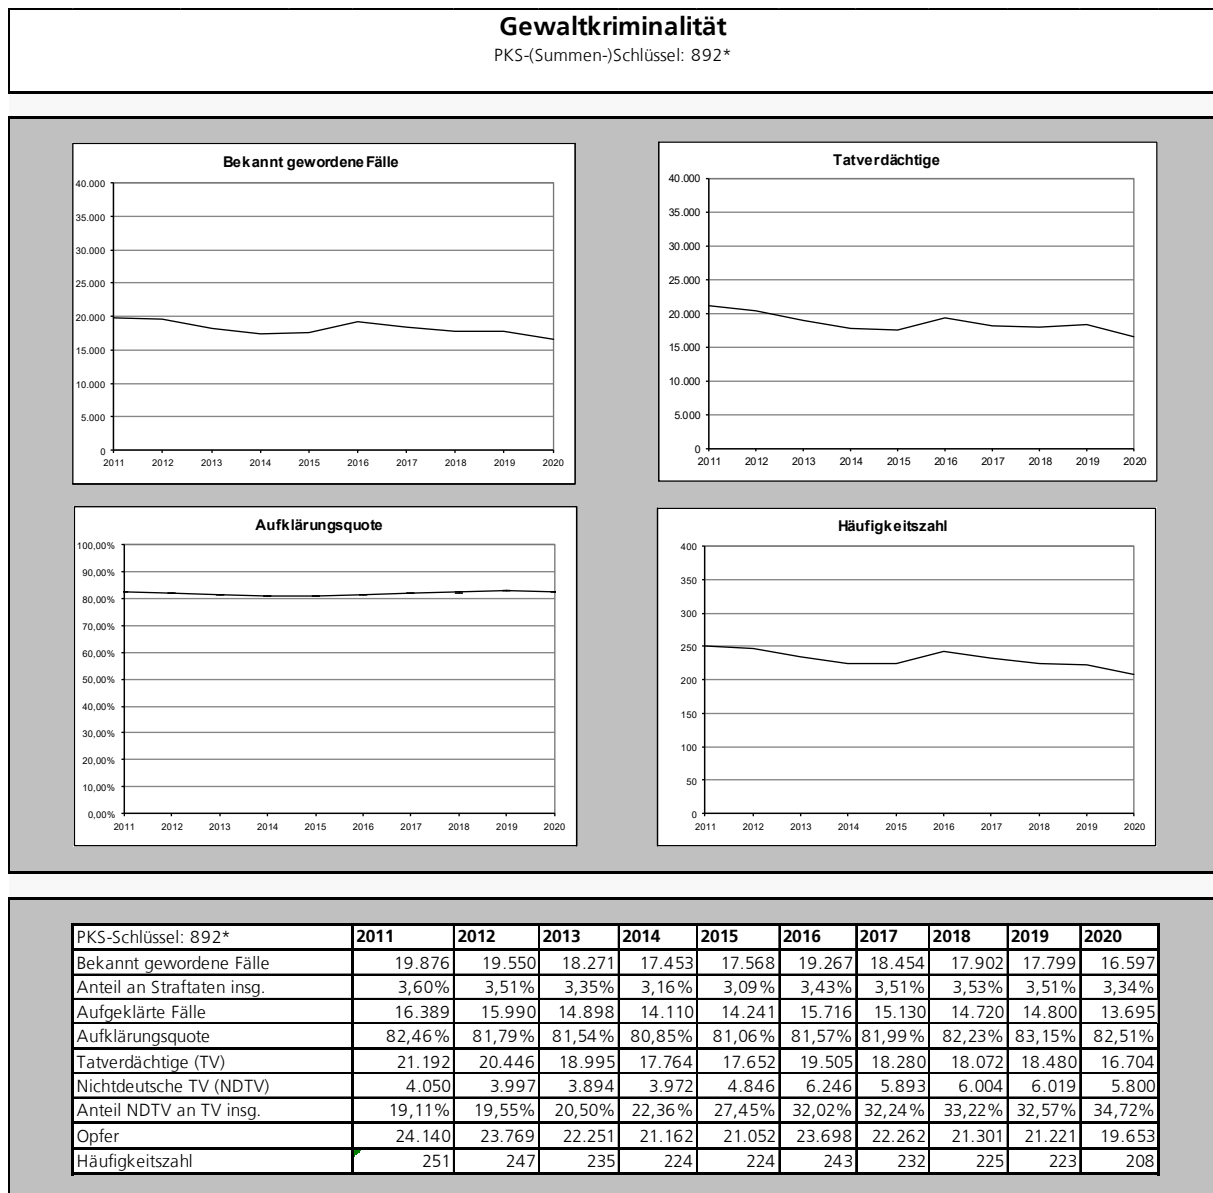 Gewaltkriminalität
PKS-(Summen-)Schlüssel: 892*
Bekannt gewordene Fälle
40.000
35.000
30.000
25.000
20.000
15.000
10.000
5.000
0
2011 2012 2013 2014 2015 2016 2017 2018 2019 2020
Tatverdächtige
40.000
35.000
30.000
25.000
20.000
15.000
10.000
5.000
0
2011 2012 2013 2014 2015 2016 2017 2018 2019 2020
Aufklärungsquote
100,00%
90,00%
80,00%
70,00%
60,00%
50,00%
40,00%
30,00%
20,00%
10,00%
0,00%
2011 2012 2013 2014 2015 2016 2017 2018 2019 2020
Häufigkeitszahl
400
350
300
250
200
150
100
50
0
2011 2012 2013 2014 2015 2016 2017 2018 2019 2020
PKS-Schlüssel: 892* 2011 2012 2013 2014 2015 2016 2017 2018 2019 2020
Bekannt gewordene Fälle 19.876 19.550 18.271 17.453 17.568 19.267 18.454 17.902 17.799 16.597
Anteil an Straftaten insg. 3,60% 3,51% 3,35% 3,16% 3,09% 3,43% 3,51% 3,53% 3,51% 3,34%
Aufgeklärte Fälle 16.389 15.990 14.898 14.110 14.241 15.716 15.130 14.720 14.800 13.695
Aufklärungsquote 82,46% 81,79% 81,54% 80,85% 81,06% 81,57% 81,99% 82,23% 83,15% 82,51%
Tatverdächtige (TV) 21.192 20.446 18.995 17.764 17.652 19.505 18.280 18.072 18.480 16.704
Nichtdeutsche TV (NDTV) 4.050 3.997 3.894 3.972 4.846 6.246 5.893 6.004 6.019 5.800
Anteil NDTV an TV insg. 19,11% 19,55% 20,50% 22,36% 27,45% 32,02% 32,24% 33,22% 32,57% 34,72%
Opfer 24.140 23.769 22.251 21.162 21.052 23.698 22.262 21.301 21.221 19.653
Häufigkeitszahl 251 247 235 224 224 243 232 225 223 208